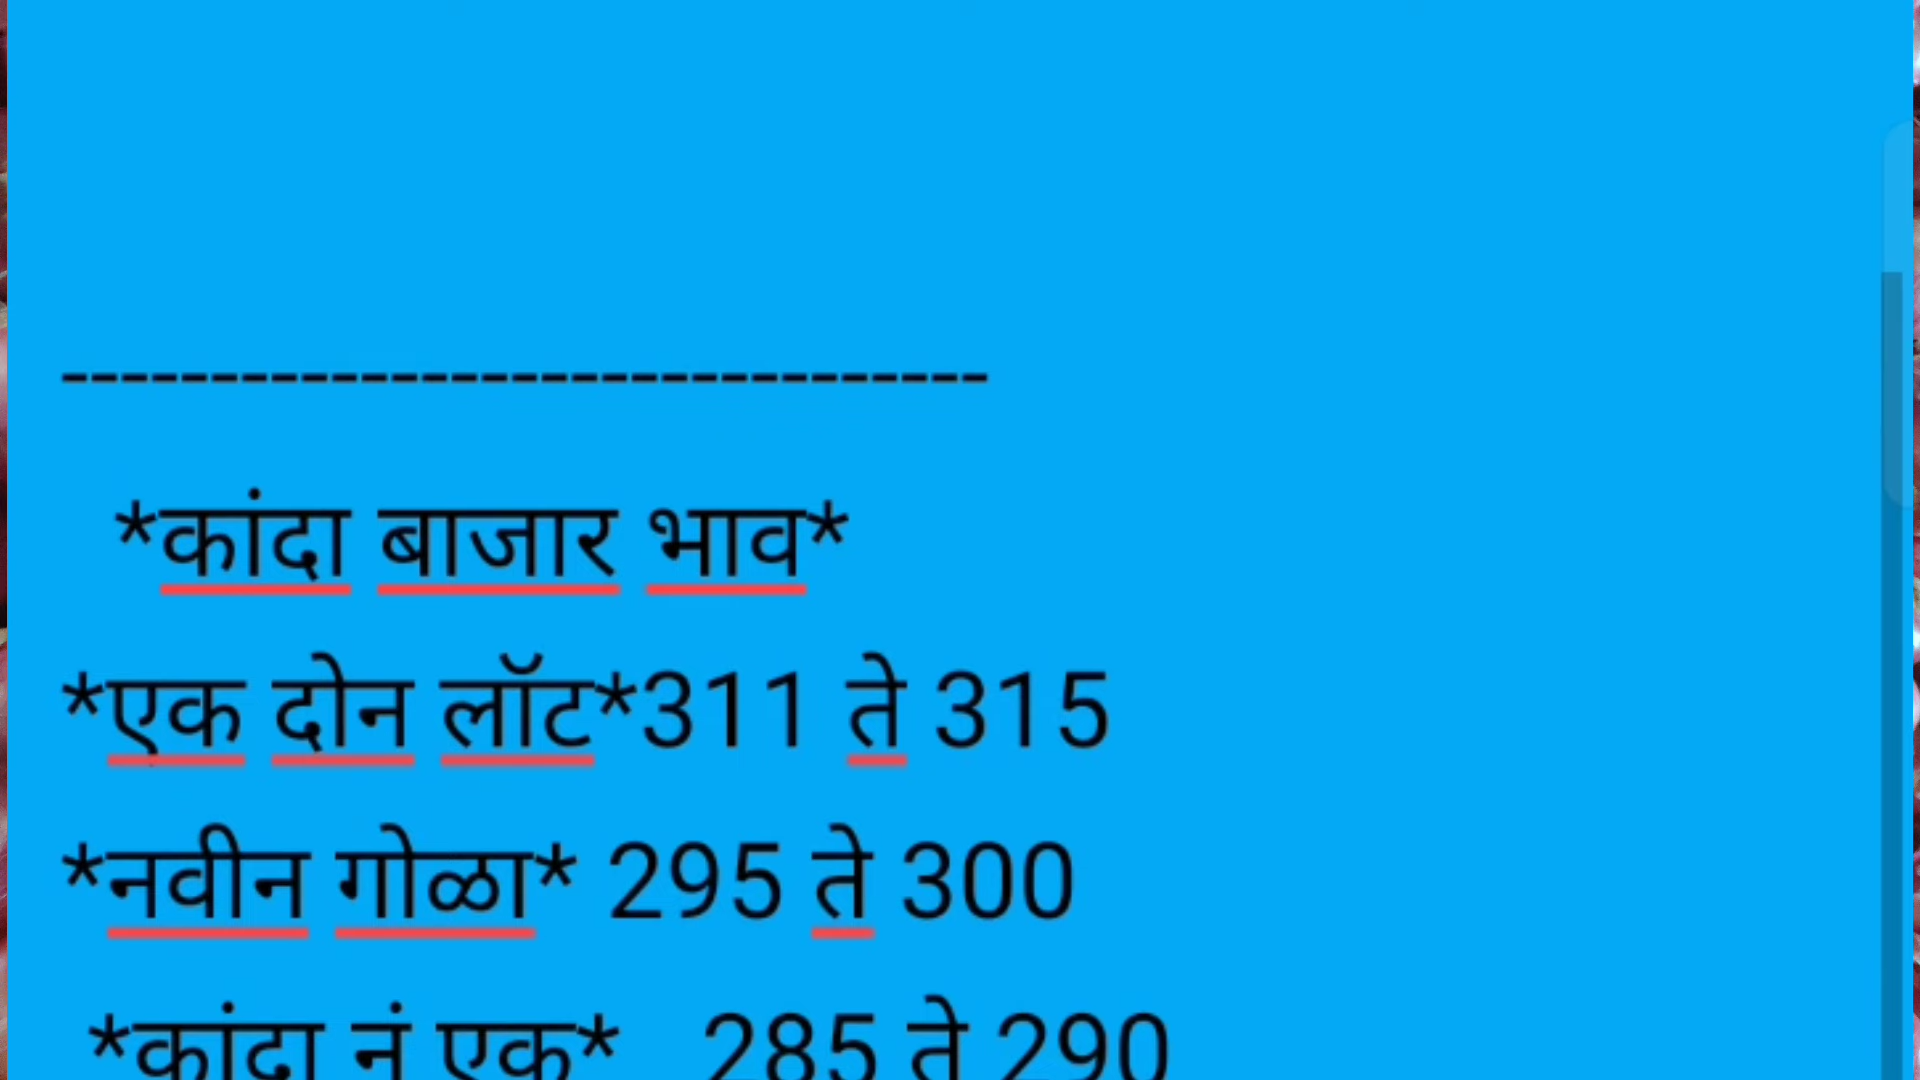 -------------------------------
*कांदा बाजार भाव*
*एक दोन लॉट*311 ते 315
*नवीन गोळा* 295 ते 300
*कांदा नं एक* 285 ते 290